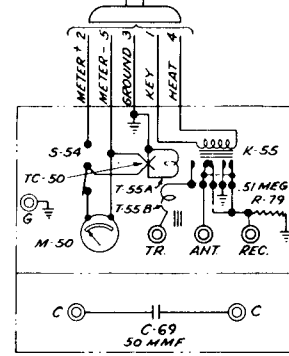 METER+ 2
METER- 5
GROUND 3
KEY 1
HEAT 4
S-54
K-55
TC-50
T-55A
.51 MEG
R-79
T-55B
G
M-50
TR.
ANT.
REC.
C
C
C-69
50 MMF